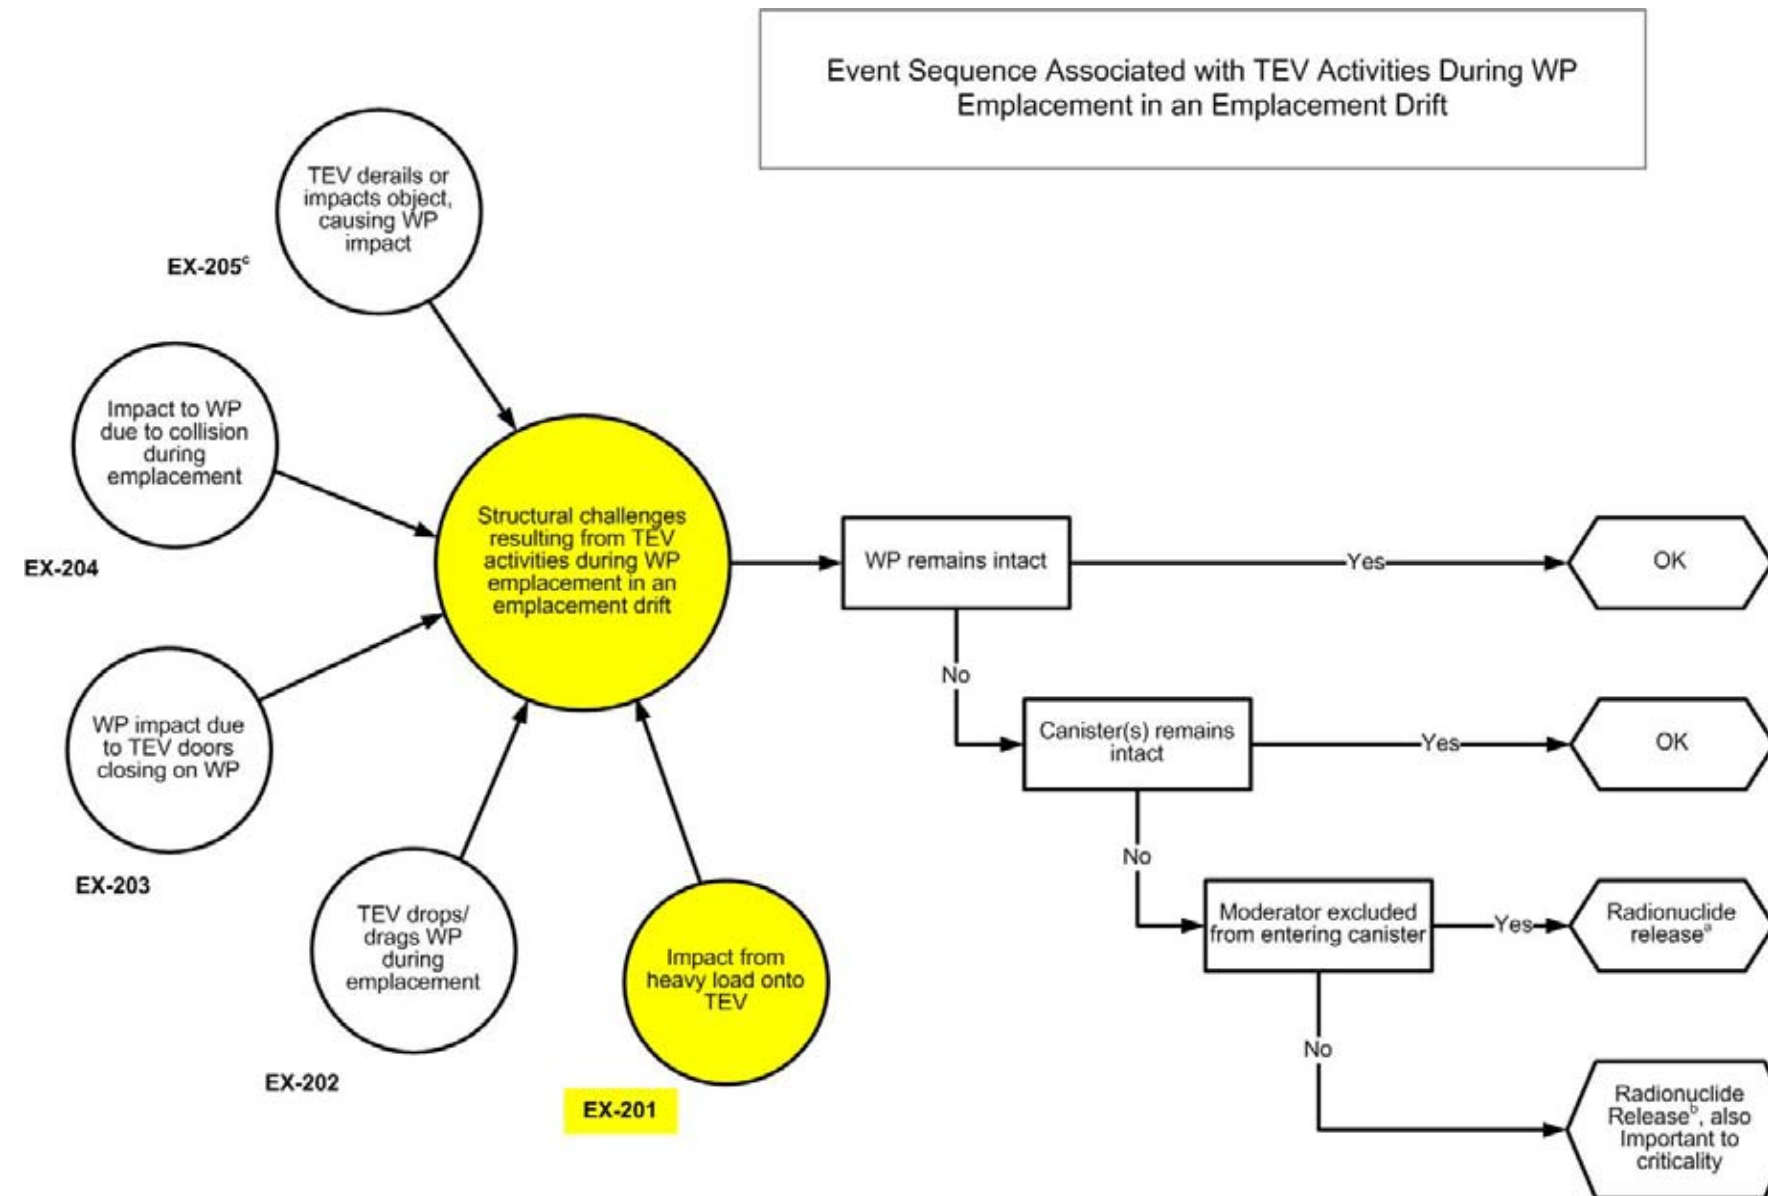 Event Sequence Associated with TEV Activities During WP
Emplacement in an Emplacement Drift
TEV derails or
impacts object,
causing WP
impact
EX-205ᶜ
Impact to WP
due to collision
during
emplacement
EX-204
Structural challenges
resulting from TEV
activities during WP
emplacement in an
emplacement drift
WP remains intact
Yes
OK
No
WP impact due
to TEV doors
closing on WP
EX-203
Canister(s) remains
intact
Yes
OK
No
TEV drops/
drags WP
during
emplacement
EX-202
Impact from
heavy load onto
TEV
EX-201
Moderator excluded
from entering canister
Yes
Radionuclide
releaseᵃ
No
Radionuclide
Releaseᵇ, also
Important to
criticality